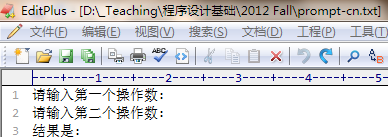 EditPlus - [D:\_Teaching\程序设计基础\2012 Fall\prompt-cn.txt]
文件(F) 编辑(E) 视图(V) 搜索(S) 文档(D) 工程(P) 工具(T)
----+----1----+----2----+----3----+----4----+----5
1 请输入第一个操作数:
2 请输入第二个操作数:
3 结果是: